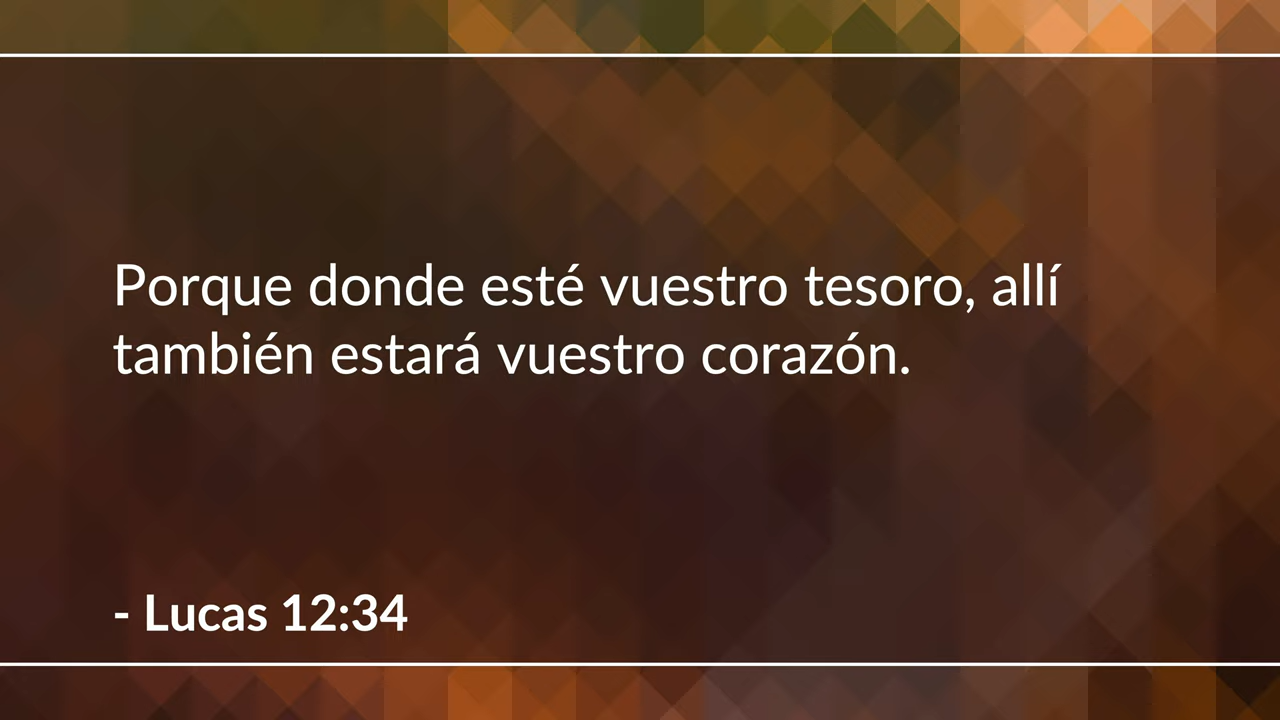 Porque donde esté vuestro tesoro, allí
también estará vuestro corazón.
- Lucas 12:34